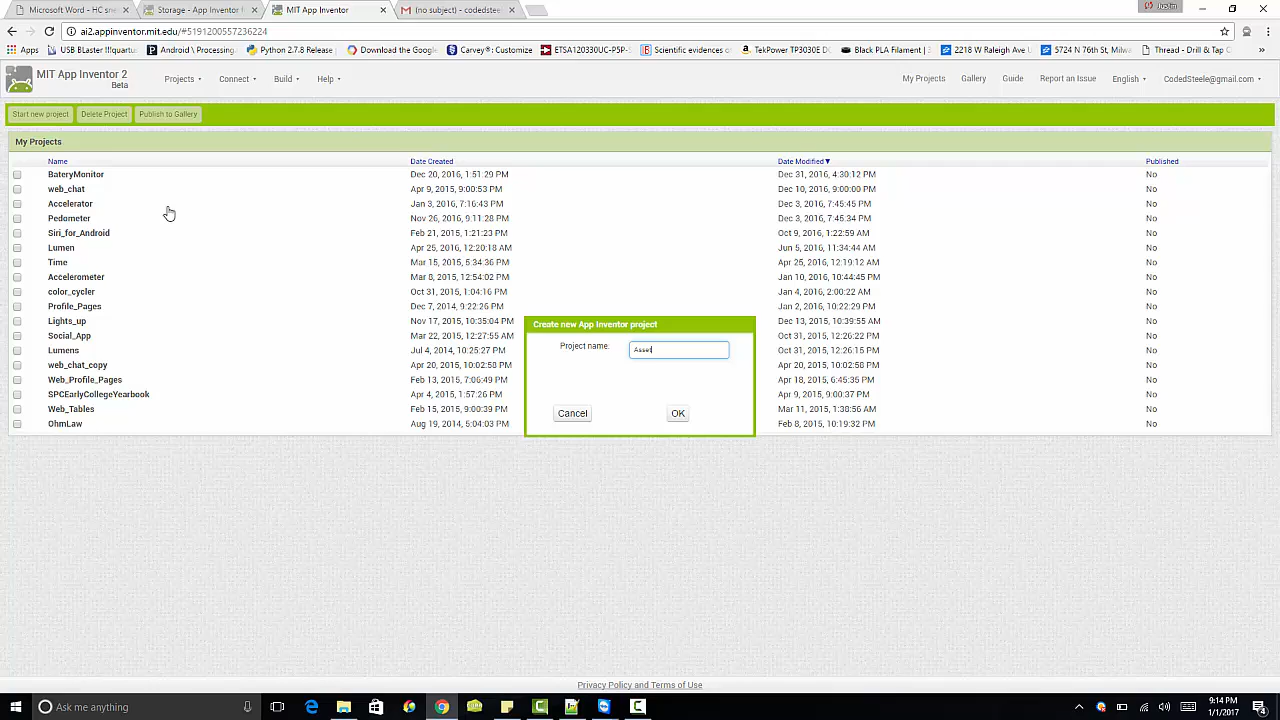 Microsoft Word - HC sne
Storage - App Inventor f
MIT App Inventor
(no subject) - codedsteel
Justin
ai2.appinventor.mit.edu/#5191200557236224
Apps
USB BLaster !!!quartus
Android \ Processing
Python 2.7.8 Release
Download the Google
Carvey®: Customize
ETSA120330UC-P5P-
Scientific evidences of
TekPower TP3030E D
Black PLA Filament |
2218 W Raleigh Ave U
5724 N 76th St, Milw
Thread - Drill & Tap C
MIT App Inventor 2
Beta
Projects
Connect
Build
Help
My Projects
Gallery
Guide
Report an Issue
English
CodedSteele@gmail.com
Start new project
Delete Project
Publish to Gallery
My Projects
Name Date Created Date Modified▼ Published
BateryMonitor Dec 20, 2016, 1:51:29 PM Dec 31, 2016, 4:30:12 PM No
web_chat Apr 9, 2015, 9:00:53 PM Dec 10, 2016, 9:00:00 PM No
Accelerator Jan 3, 2016, 7:16:43 PM Dec 3, 2016, 7:45:45 PM No
Pedometer Nov 26, 2016, 9:11:28 PM Dec 3, 2016, 7:45:34 PM No
Siri_for_Android Feb 21, 2015, 1:21:23 PM Oct 9, 2016, 1:22:59 AM No
Lumen Apr 25, 2016, 12:20:18 AM Jun 5, 2016, 11:34:44 AM No
Time Mar 15, 2015, 5:34:36 PM Apr 25, 2016, 12:19:12 AM No
Accelerometer Mar 8, 2015, 12:54:02 PM Jan 10, 2016, 10:44:45 PM No
color_cycler Oct 31, 2015, 1:04:16 PM Jan 4, 2016, 2:00:22 AM No
Profile_Pages Dec 7, 2014, 9:22:26 PM Jan 2, 2016, 10:22:29 PM No
Lights_up Nov 17, 2015, 10:35:04 PM Dec 13, 2015, 10:39:55 AM No
Social_App Mar 22, 2015, 12:27:55 AM Oct 31, 2015, 12:26:22 PM No
Lumens Jul 4, 2014, 10:25:27 PM Oct 31, 2015, 12:26:15 PM No
web_chat_copy Apr 20, 2015, 10:02:58 PM Apr 20, 2015, 10:02:58 PM No
Web_Profile_Pages Feb 13, 2015, 7:06:49 PM Apr 18, 2015, 6:45:35 PM No
SPCEarlyCollegeYearbook Apr 4, 2015, 1:57:26 PM Apr 9, 2015, 9:00:37 PM No
Web_Tables Feb 15, 2015, 9:00:39 PM Mar 11, 2015, 1:38:56 AM No
OhmLaw Aug 19, 2014, 5:04:03 PM Feb 8, 2015, 10:19:32 PM No
Create new App Inventor project
Project name:
Asset
Cancel
OK
Privacy Policy and Terms of Use
Ask me anything
9:14 PM
1/1/2017